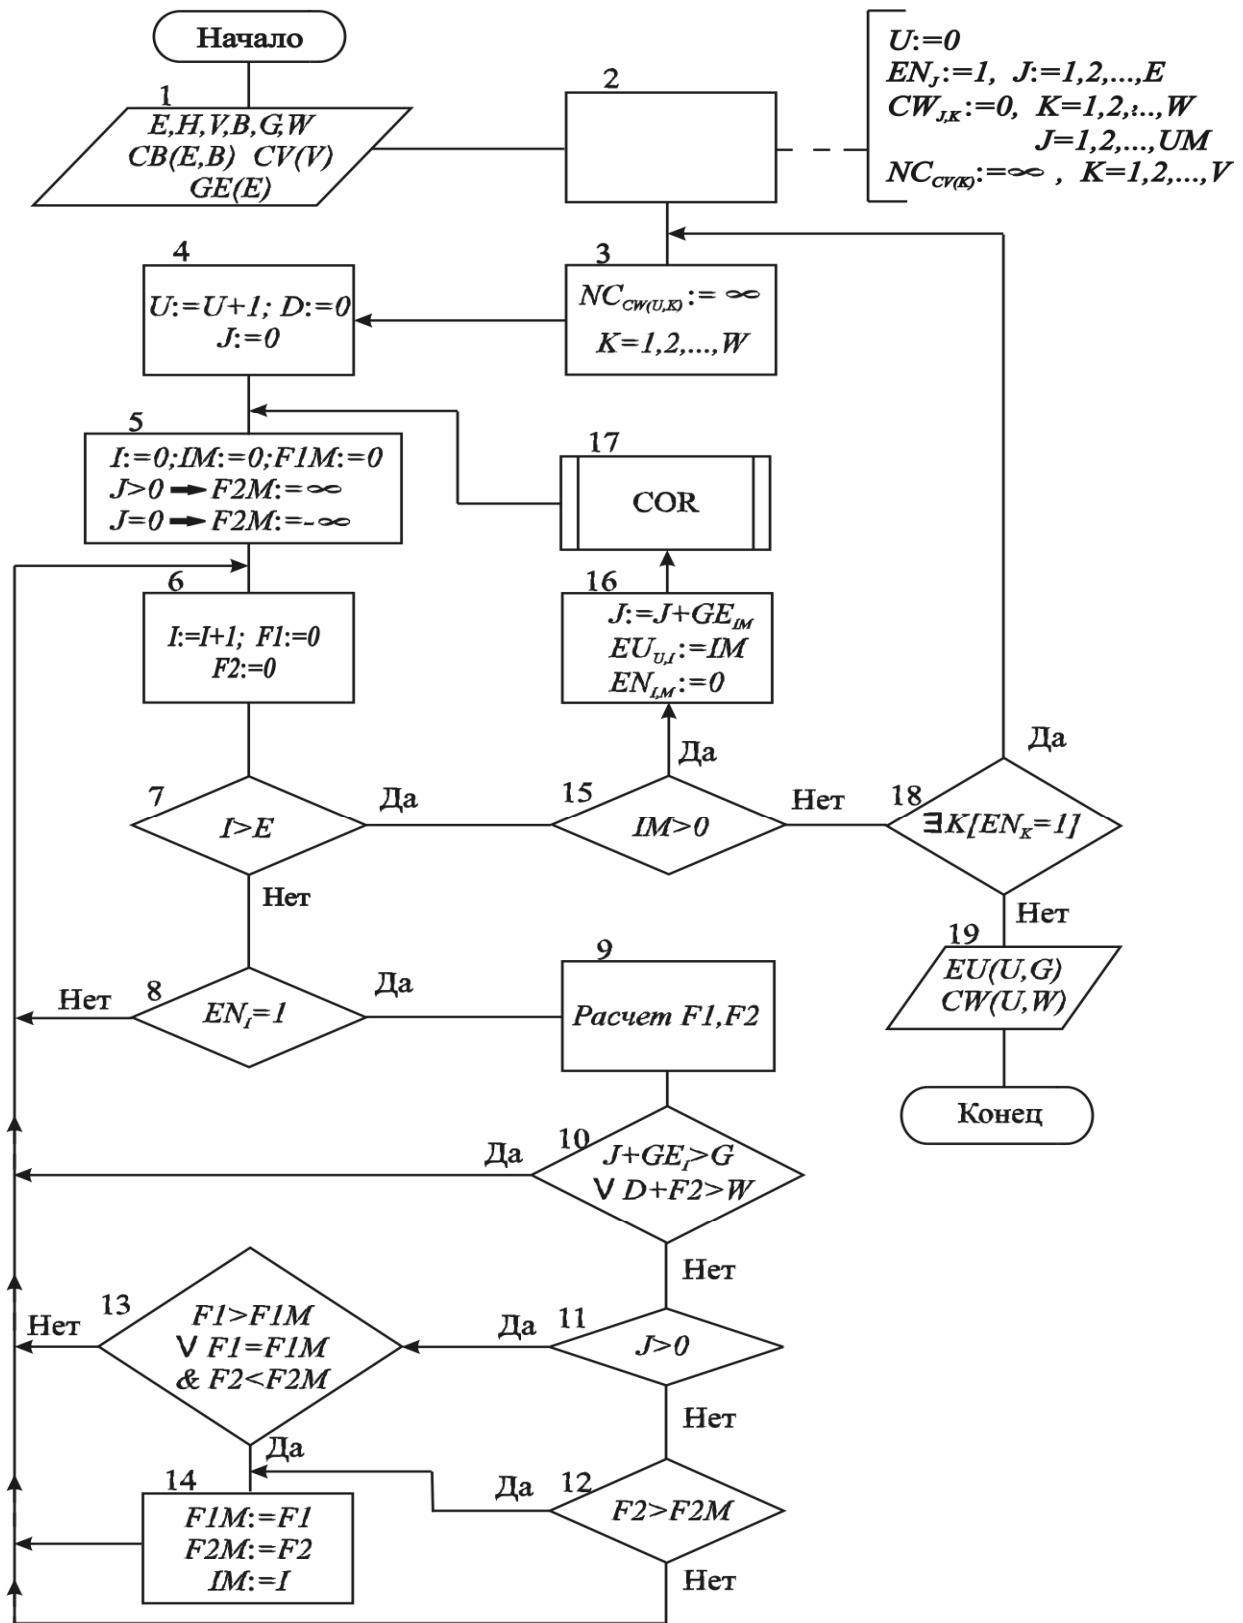 Начало
1
E,H,V,B,G,W
CB(E,B) CV(V)
GE(E)
2
U:=0
EN_J:=1, J:=1,2,...,E
CW_J,K:=0, K=1,2,...,W
J=1,2,...,UM
NC_CV(K):=∞ , K=1,2,...,V
3
NC_CW(U,K):= ∞
K=1,2,...,W
4
U:=U+1; D:=0
J:=0
5
I:=0;IM:=0;F1M:=0
J>0 ➡ F2M:=∞
J=0 ➡ F2M:=-∞
17
COR
6
I:=I+1; F1:=0
F2:=0
16
J:=J+GE_IM
EU_U,I:=IM
EN_I,M:=0
7
I>E
Да
Нет
15
IM>0
Да
Нет
18
∃K[EN_K=1]
Да
Нет
8
EN_I=1
Нет
Да
9
Расчет F1,F2
19
EU(U,G)
CW(U,W)
Конец
10
J+GE_I>G
V D+F2>W
Да
Нет
11
J>0
Да
Нет
13
F1>F1M
V F1=F1M
& F2<F2M
Нет
Да
12
F2>F2M
Да
Нет
14
F1M:=F1
F2M:=F2
IM:=I